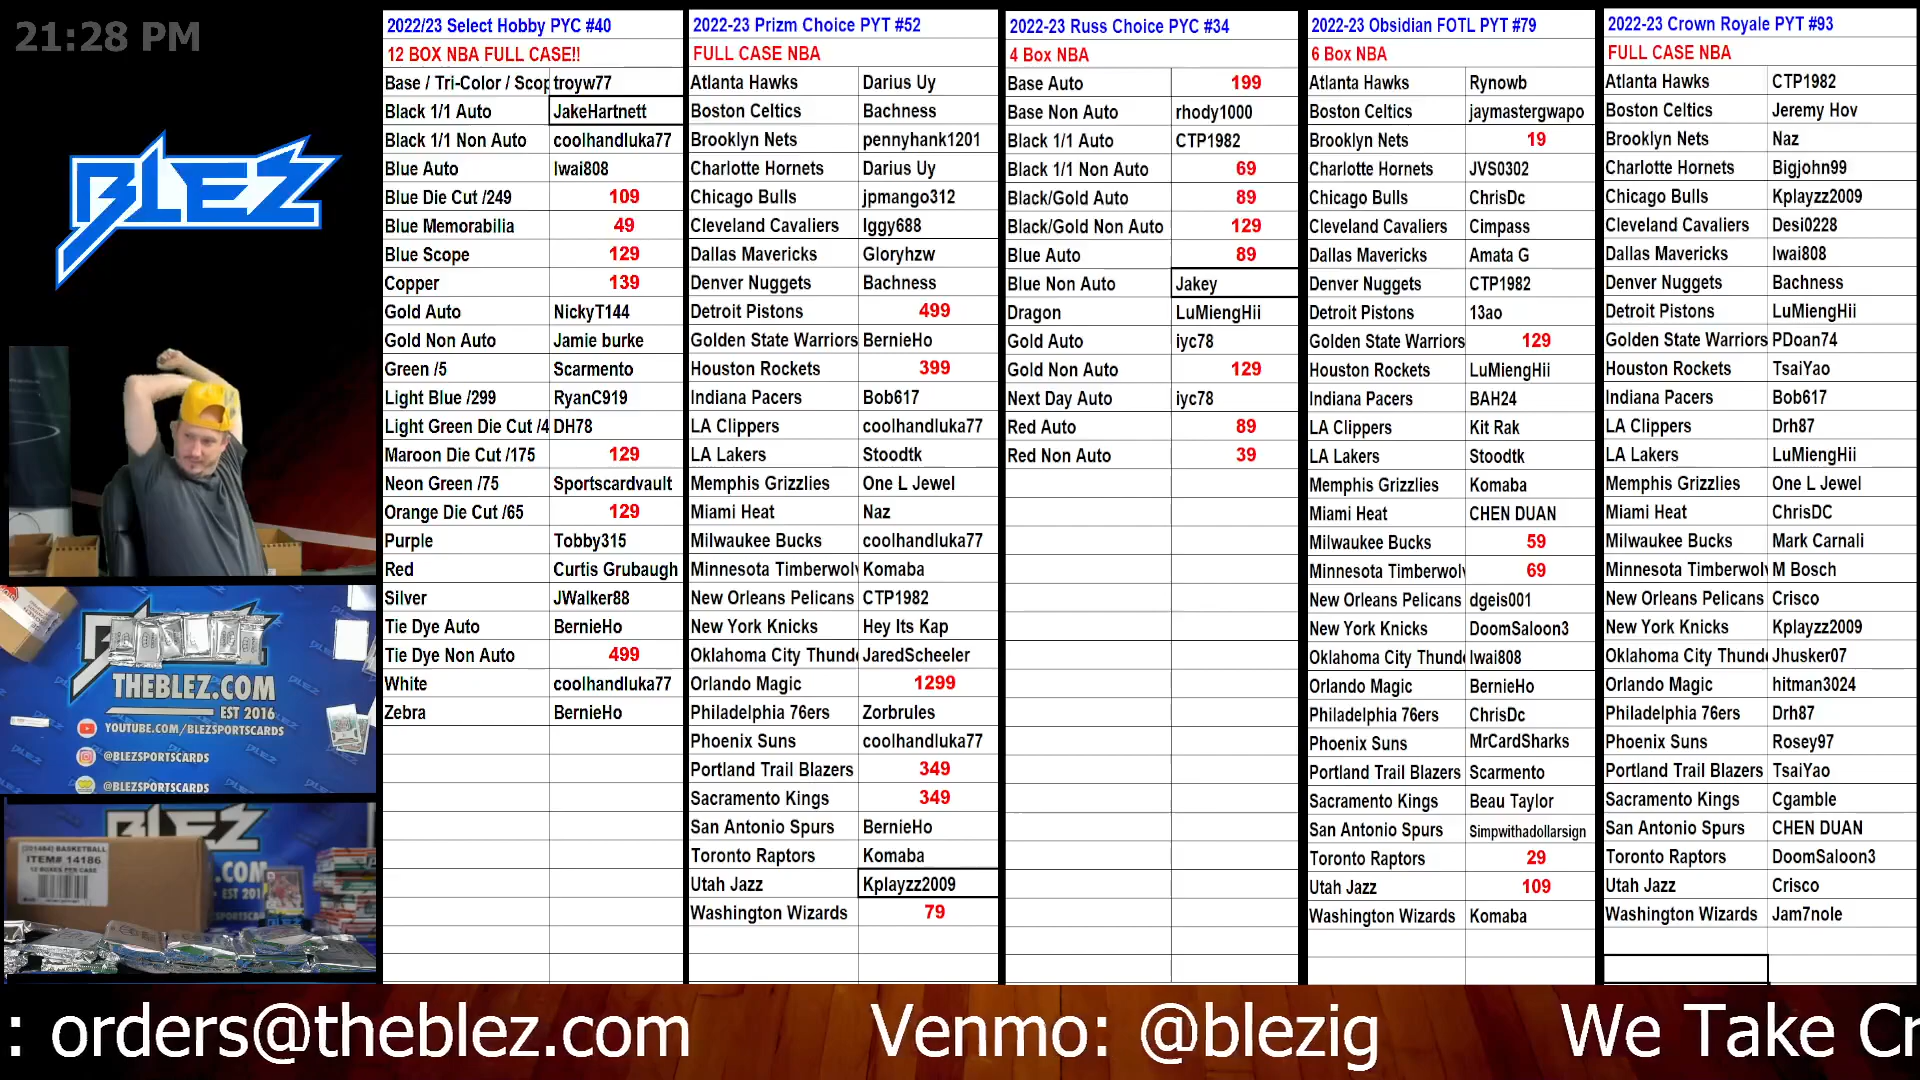 21:28 PM
BLEZ
BLEZ
THEBLEZ.COM
EST 2016
YOUTUBE.COM/BLEZSPORTSCARDS
@BLEZSPORTSCARDS
@BLEZSPORTSCARDS
BLEZ
BASKETBALL
ITEM# 14186
12 BOXES PER CASE
.COM
EST 201
2022/23 Select Hobby PYC #40
12 BOX NBA FULL CASE!!
Base / Tri-Color / Scop troyw77
Black 1/1 Auto JakeHartnett
Black 1/1 Non Auto coolhandluka77
Blue Auto Iwai808
Blue Die Cut /249 109
Blue Memorabilia 49
Blue Scope 129
Copper 139
Gold Auto NickyT144
Gold Non Auto Jamie burke
Green /5 Scarmento
Light Blue /299 RyanC919
Light Green Die Cut /4 DH78
Maroon Die Cut /175 129
Neon Green /75 Sportscardvault
Orange Die Cut /65 129
Purple Tobby315
Red Curtis Grubaugh
Silver JWalker88
Tie Dye Auto BernieHo
Tie Dye Non Auto 499
White coolhandluka77
Zebra BernieHo
2022-23 Prizm Choice PYT #52
FULL CASE NBA
Atlanta Hawks Darius Uy
Boston Celtics Bachness
Brooklyn Nets pennyhank1201
Charlotte Hornets Darius Uy
Chicago Bulls jpmango312
Cleveland Cavaliers Iggy688
Dallas Mavericks Gloryhzw
Denver Nuggets Bachness
Detroit Pistons 499
Golden State Warriors BernieHo
Houston Rockets 399
Indiana Pacers Bob617
LA Clippers coolhandluka77
LA Lakers Stoodtk
Memphis Grizzlies One L Jewel
Miami Heat Naz
Milwaukee Bucks coolhandluka77
Minnesota Timberwolv Komaba
New Orleans Pelicans CTP1982
New York Knicks Hey Its Kap
Oklahoma City Thunde JaredScheeler
Orlando Magic 1299
Philadelphia 76ers Zorbrules
Phoenix Suns coolhandluka77
Portland Trail Blazers 349
Sacramento Kings 349
San Antonio Spurs BernieHo
Toronto Raptors Komaba
Utah Jazz Kplayzz2009
Washington Wizards 79
2022-23 Russ Choice PYC #34
4 Box NBA
Base Auto 199
Base Non Auto rhody1000
Black 1/1 Auto CTP1982
Black 1/1 Non Auto 69
Black/Gold Auto 89
Black/Gold Non Auto 129
Blue Auto 89
Blue Non Auto Jakey
Dragon LuMiengHii
Gold Auto iyc78
Gold Non Auto 129
Next Day Auto iyc78
Red Auto 89
Red Non Auto 39
2022-23 Obsidian FOTL PYT #79
6 Box NBA
Atlanta Hawks Rynowb
Boston Celtics jaymastergwapo
Brooklyn Nets 19
Charlotte Hornets JVS0302
Chicago Bulls ChrisDc
Cleveland Cavaliers Cimpass
Dallas Mavericks Amata G
Denver Nuggets CTP1982
Detroit Pistons 13ao
Golden State Warriors 129
Houston Rockets LuMiengHii
Indiana Pacers BAH24
LA Clippers Kit Rak
LA Lakers Stoodtk
Memphis Grizzlies Komaba
Miami Heat CHEN DUAN
Milwaukee Bucks 59
Minnesota Timberwolv 69
New Orleans Pelicans dgeis001
New York Knicks DoomSaloon3
Oklahoma City Thunde Iwai808
Orlando Magic BernieHo
Philadelphia 76ers ChrisDc
Phoenix Suns MrCardSharks
Portland Trail Blazers Scarmento
Sacramento Kings Beau Taylor
San Antonio Spurs Simpwithadollarsign
Toronto Raptors 29
Utah Jazz 109
Washington Wizards Komaba
2022-23 Crown Royale PYT #93
FULL CASE NBA
Atlanta Hawks CTP1982
Boston Celtics Jeremy Hov
Brooklyn Nets Naz
Charlotte Hornets Bigjohn99
Chicago Bulls Kplayzz2009
Cleveland Cavaliers Desi0228
Dallas Mavericks Iwai808
Denver Nuggets Bachness
Detroit Pistons LuMiengHii
Golden State Warriors PDoan74
Houston Rockets TsaiYao
Indiana Pacers Bob617
LA Clippers Drh87
LA Lakers LuMiengHii
Memphis Grizzlies One L Jewel
Miami Heat ChrisDC
Milwaukee Bucks Mark Carnali
Minnesota Timberwolv M Bosch
New Orleans Pelicans Crisco
New York Knicks Kplayzz2009
Oklahoma City Thunde Jhusker07
Orlando Magic hitman3024
Philadelphia 76ers Drh87
Phoenix Suns Rosey97
Portland Trail Blazers TsaiYao
Sacramento Kings Cgamble
San Antonio Spurs CHEN DUAN
Toronto Raptors DoomSaloon3
Utah Jazz Crisco
Washington Wizards Jam7nole
: orders@theblez.com Venmo: @blezig We Take Cr